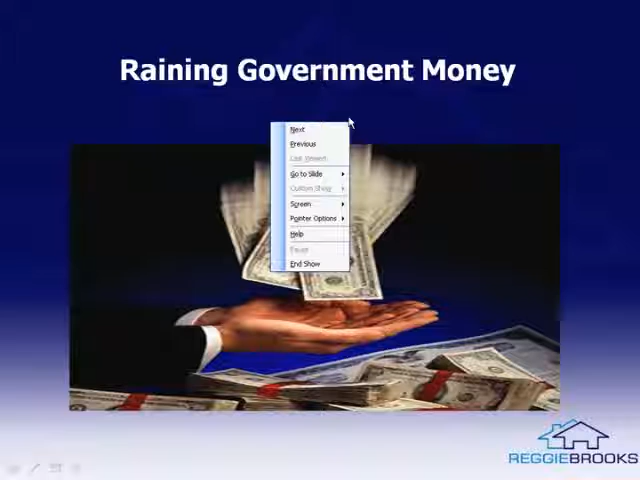 Raining Government Money
Next
Previous
Last Viewed
Go to Slide
Custom Show
Screen
Pointer Options
Help
Pause
End Show
REGGIEBROOKS